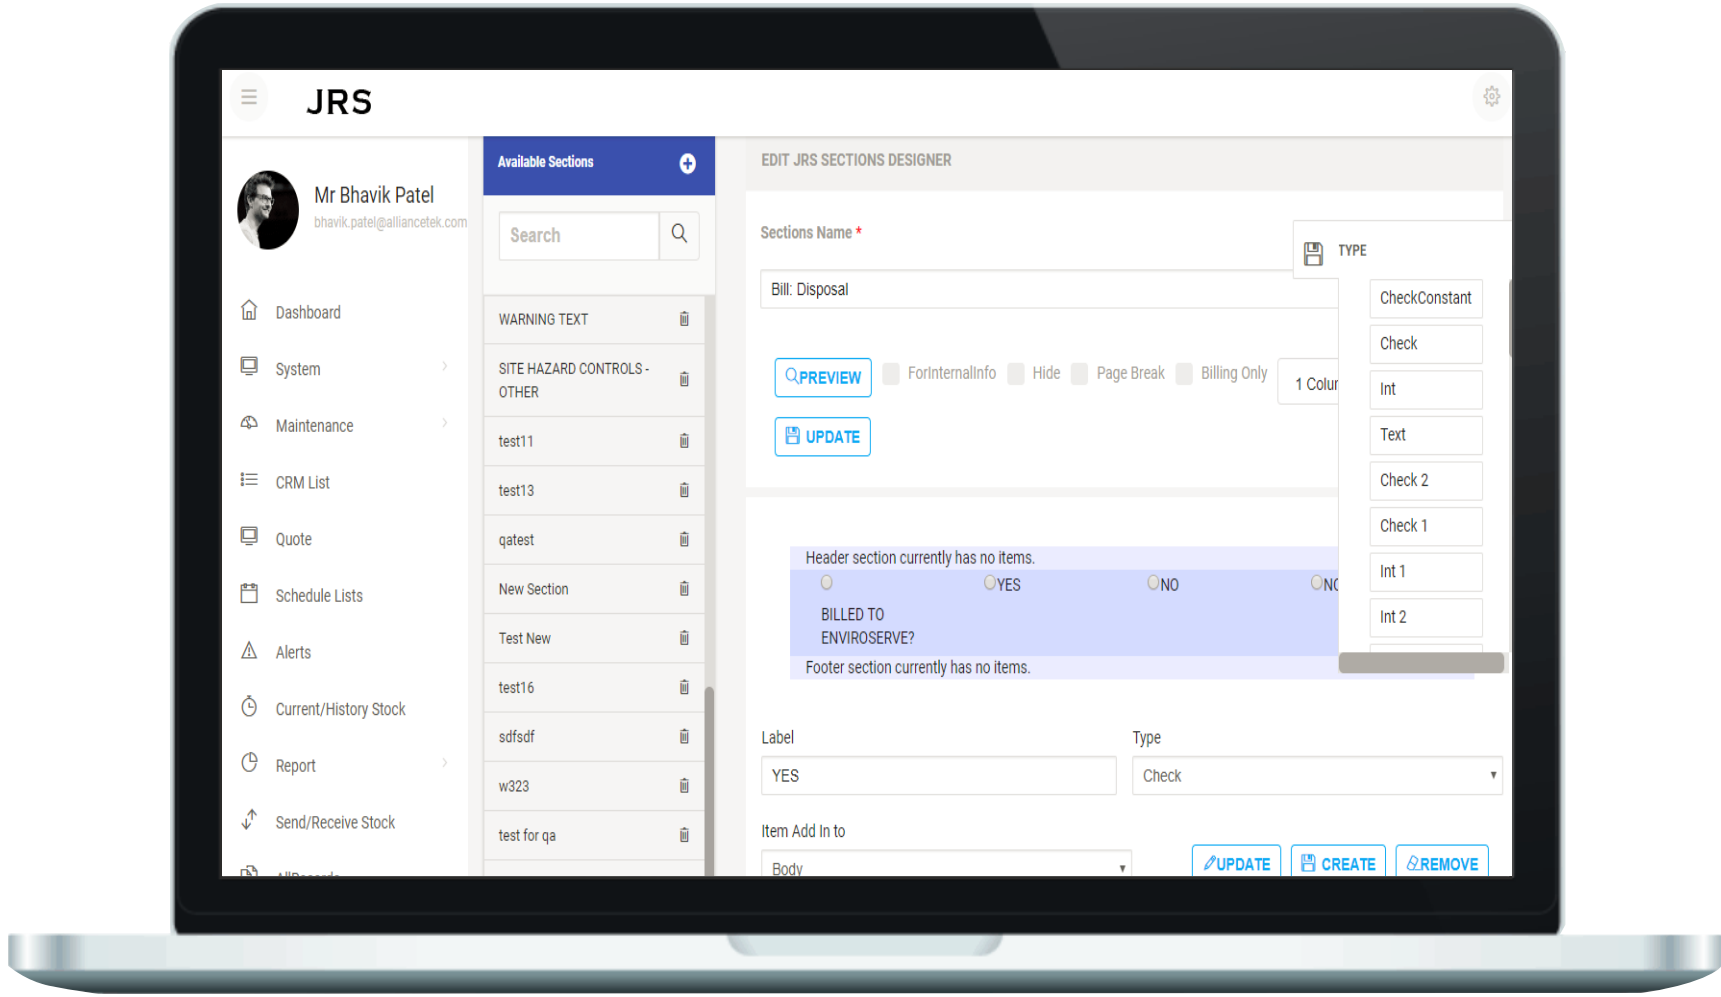 JRS
Mr Bhavik Patel
bhavik.patel@alliancetek.com
Dashboard
System
Maintenance
CRM List
Quote
Schedule Lists
Alerts
Current/History Stock
Report
Send/Receive Stock
Available Sections
Search
WARNING TEXT
SITE HAZARD CONTROLS -
OTHER
test11
test13
qatest
New Section
Test New
test16
sdfsdf
w323
test for qa
EDIT JRS SECTIONS DESIGNER
Sections Name *
Bill: Disposal
PREVIEW ForInternalInfo Hide Page Break Billing Only 1 Colu
UPDATE
TYPE
CheckConstant
Check
Int
Text
Check 2
Check 1
Int 1
Int 2
Header section currently has no items.
YES NO
BILLED TO
ENVIROSERVE?
Footer section currently has no items.
Label Type
YES Check
Item Add In to
Body UPDATE CREATE REMOVE